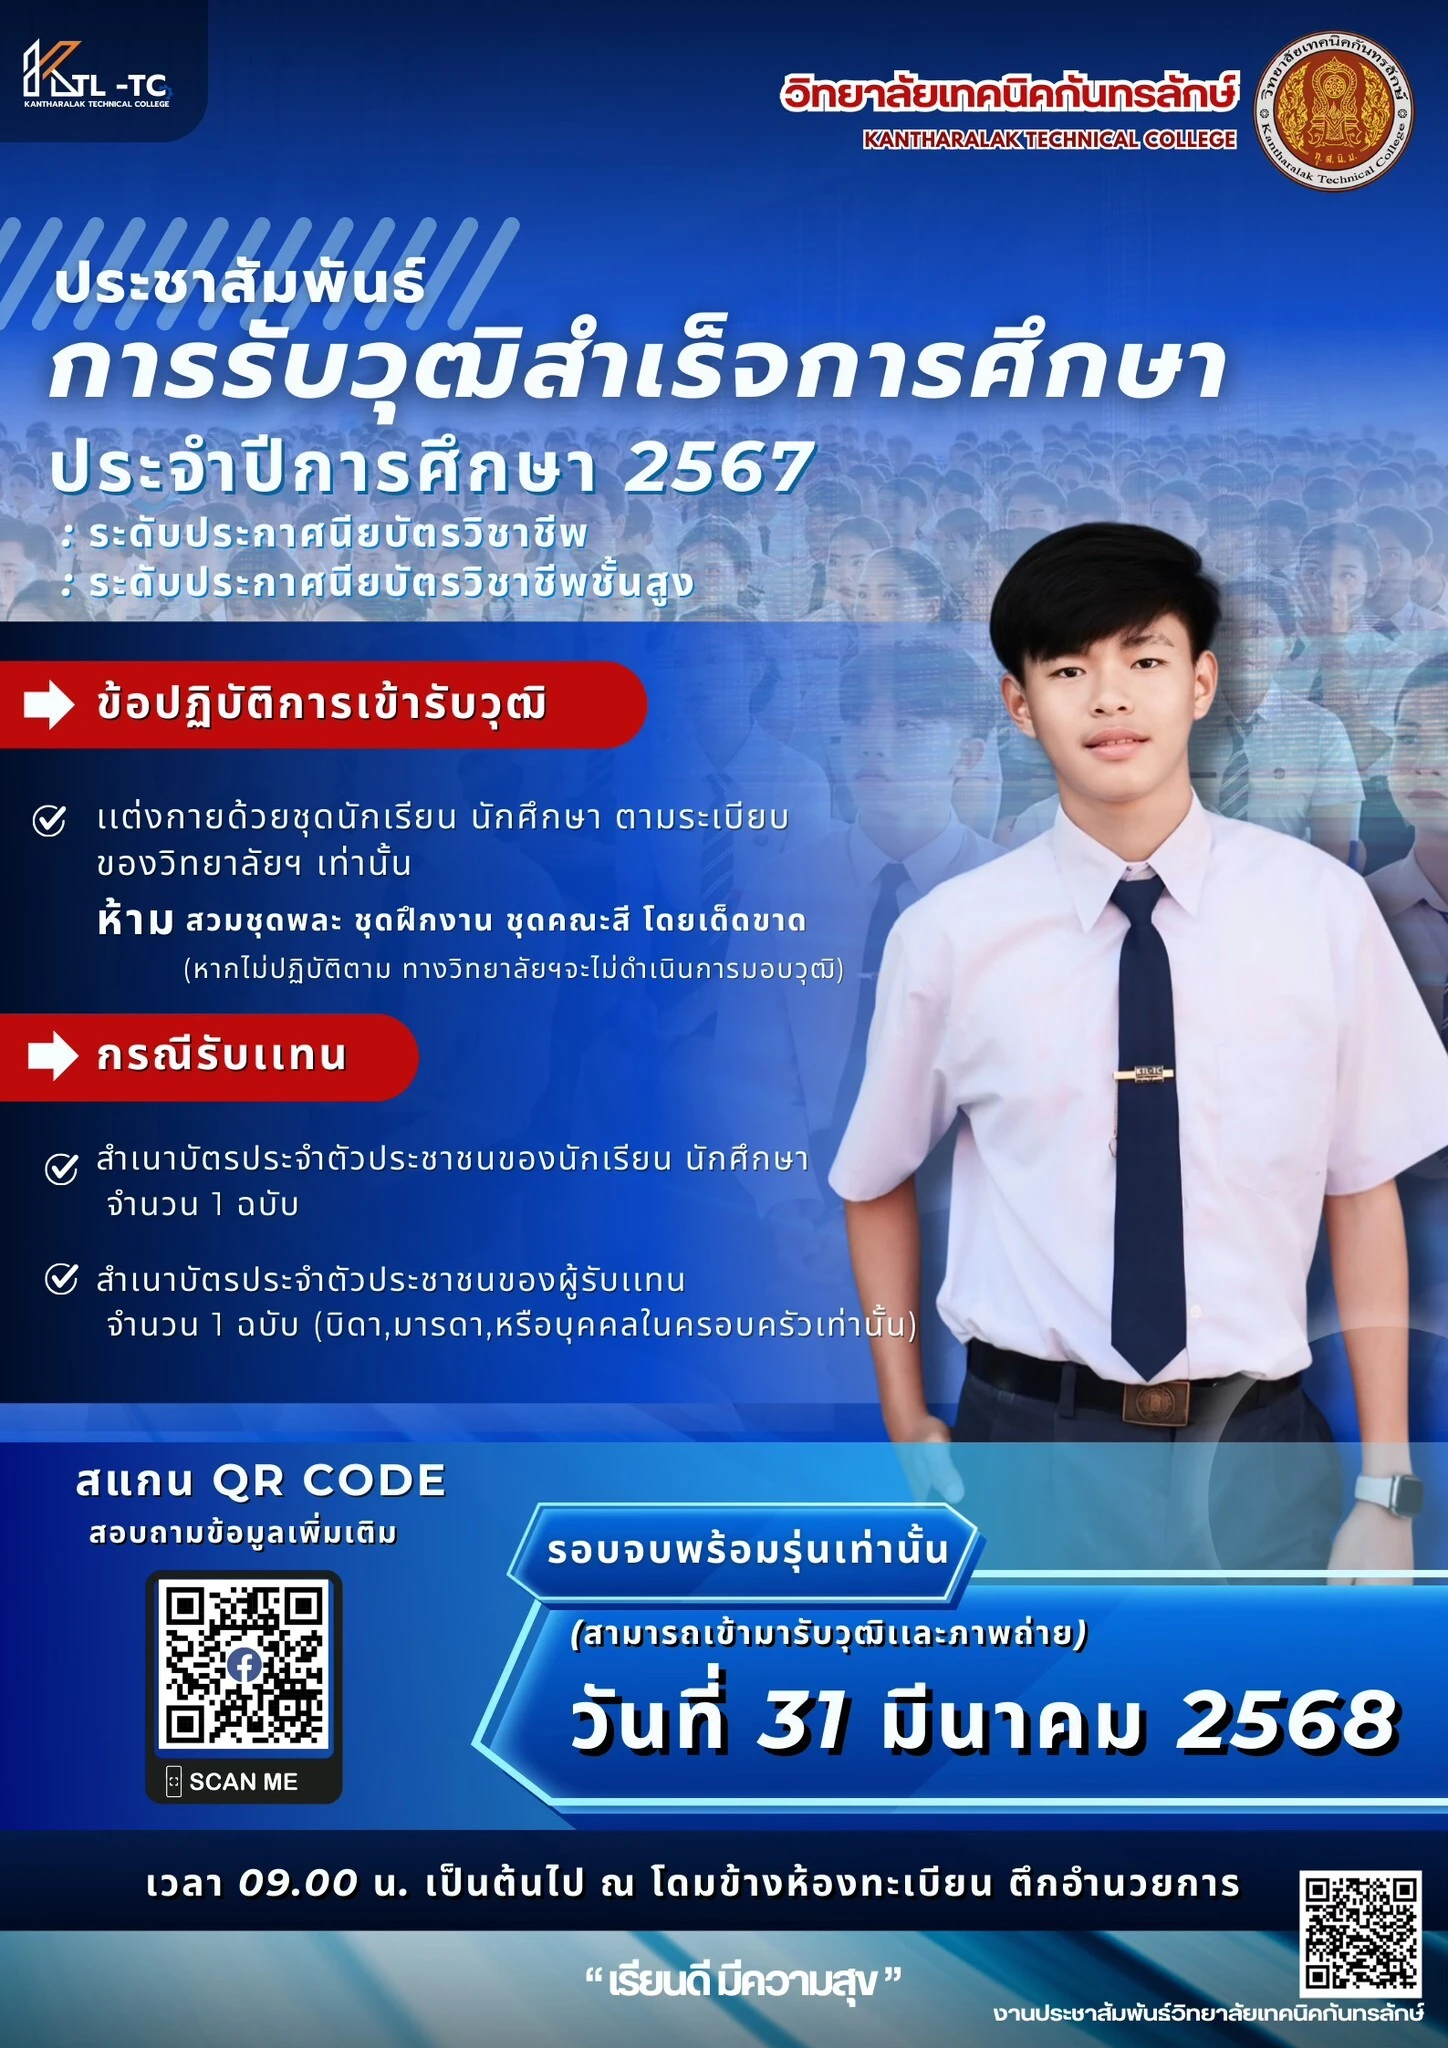 KTL -TC
KANTHARALAK TECHNICAL COLLEGE
วิทยาลัยเทคนิคกันทรลักษ์
KANTHARALAK TECHNICAL COLLEGE
วิทยาลัยเทคนิคกันทรลักษ์
ทุ.ส.นิ.ม.
Kantharalak Technical College
ประชาสัมพันธ์
การรับวุฒิสำเร็จการศึกษา
ประจำปีการศึกษา 2567
: ระดับประกาศนียบัตรวิชาชีพ
: ระดับประกาศนียบัตรวิชาชีพชั้นสูง
ข้อปฏิบัติการเข้ารับวุฒิ
แต่งกายด้วยชุดนักเรียน นักศึกษา ตามระเบียบ
ของวิทยาลัยฯ เท่านั้น
ห้าม สวมชุดพละ ชุดฝึกงาน ชุดคณะสี โดยเด็ดขาด
(หากไม่ปฏิบัติตาม ทางวิทยาลัยฯจะไม่ดำเนินการมอบวุฒิ)
กรณีรับแทน
สำเนาบัตรประจำตัวประชาชนของนักเรียน นักศึกษา
จำนวน 1 ฉบับ
สำเนาบัตรประจำตัวประชาชนของผู้รับแทน
จำนวน 1 ฉบับ (บิดา,มารดา,หรือบุคคลในครอบครัวเท่านั้น)
KTL-TC
สแกน QR CODE
สอบถามข้อมูลเพิ่มเติม
SCAN ME
รอบจบพร้อมรุ่นเท่านั้น
(สามารถเข้ามารับวุฒิและภาพถ่าย)
วันที่ 31 มีนาคม 2568
เวลา 09.00 น. เป็นต้นไป ณ โดมข้างห้องทะเบียน ตึกอำนวยการ
“เรียนดี มีความสุข”
งานประชาสัมพันธ์วิทยาลัยเทคนิคกันทรลักษ์